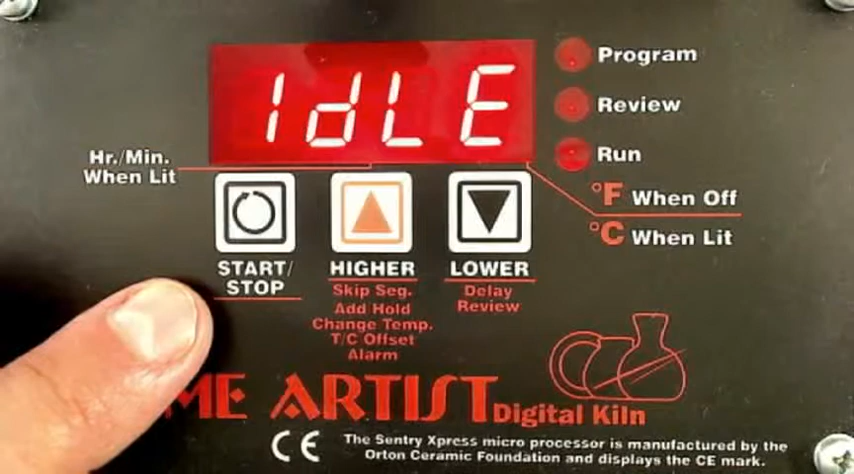 IdLE
Program
Review
Run
Hr./Min.
When Lit
°F When Off
°C When Lit
START/
STOP
HIGHER
Skip Seg.
Add Hold
Change Temp.
T/C Offset
Alarm
LOWER
Delay
Review
ME ARTIST Digital Kiln
CE The Sentry Xpress micro processor is manufactured by the
Orton Ceramic Foundation and displays the CE mark.